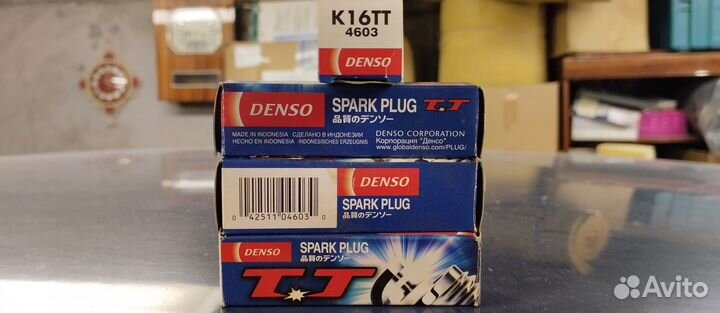 K16TT
4603
DENSO
DENSO SPARK PLUG T.T
品質のデンソー
MADE IN INDONESIA СДЕЛАНО В ИНДОНЕЗИИ
HECHO EN INDONESIA INDONESISCHES ERZEUGNIS
DENSO CORPORATION
Корпорация "Денсо"
www.globaldenso.com/PLUG/
DENSO
SPARK PLUG
品質のデンソー
0 42511 04603 0
DENSO SPARK PLUG
品質のデンソー
T.T
Avito